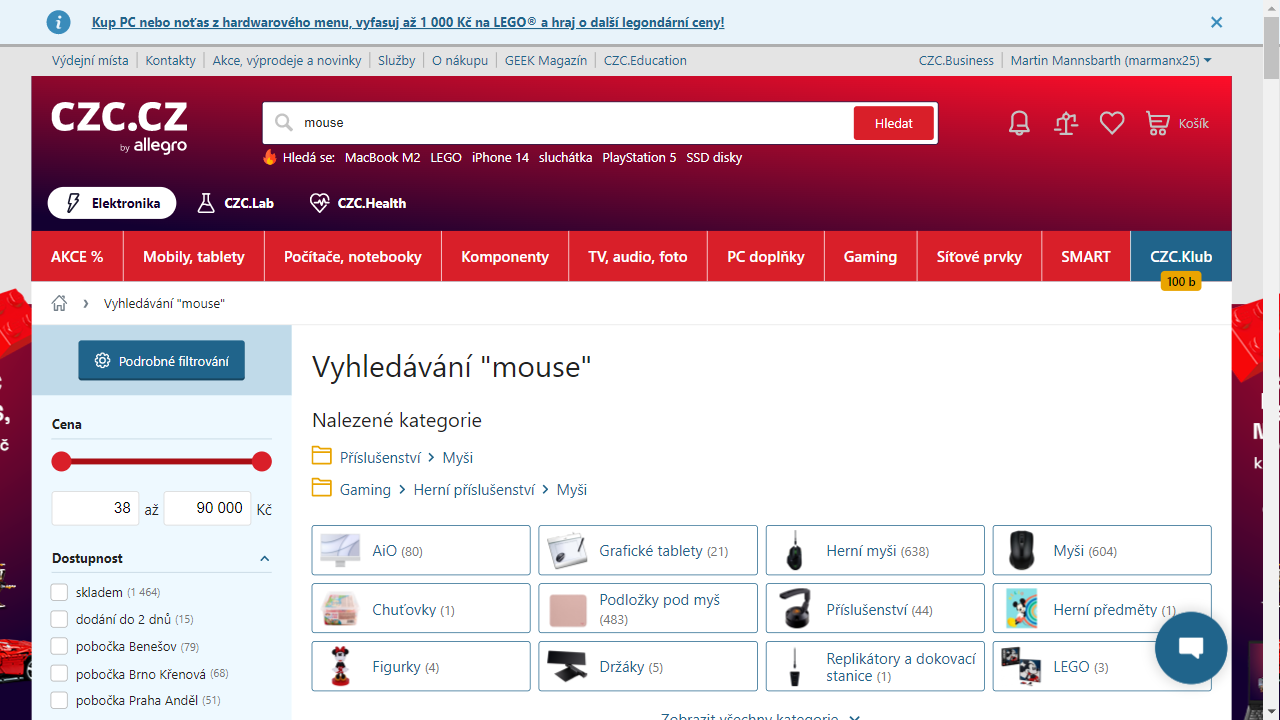 Kup PC nebo noťas z hardwarového menu, vyfasuj až 1 000 Kč na LEGO® a hraj o další legondární ceny!
Výdejní místa
Kontakty
Akce, výprodeje a novinky
Služby
O nákupu
GEEK Magazín
CZC.Education
CZC.Business
Martin Mannsbarth (marmanx25)
CZC.CZ
by allegro
mouse
Hledat
Košík
Hledá se: MacBook M2 LEGO iPhone 14 sluchátka PlayStation 5 SSD disky
Elektronika
CZC.Lab
CZC.Health
AKCE %
Mobily, tablety
Počítače, notebooky
Komponenty
TV, audio, foto
PC doplňky
Gaming
Síťové prvky
SMART
CZC.Klub
100 b
Vyhledávání "mouse"
Podrobné filtrování
Cena
38 až 90 000 Kč
Dostupnost
skladem (1 464)
dodání do 2 dnů (15)
pobočka Benešov (79)
pobočka Brno Křenová (68)
pobočka Praha Anděl (51)
Vyhledávání "mouse"
Nalezené kategorie
Příslušenství > Myši
Gaming > Herní příslušenství > Myši
AiO (80)
Grafické tablety (21)
Herní myši (638)
Myši (604)
Chuťovky (1)
Podložky pod myš
(483)
Příslušenství (44)
Herní předměty (1)
Figurky (4)
Držáky (5)
Replikátory a dokovací
stanice (1)
LEGO (3)
Zobrazit všechny kategorie